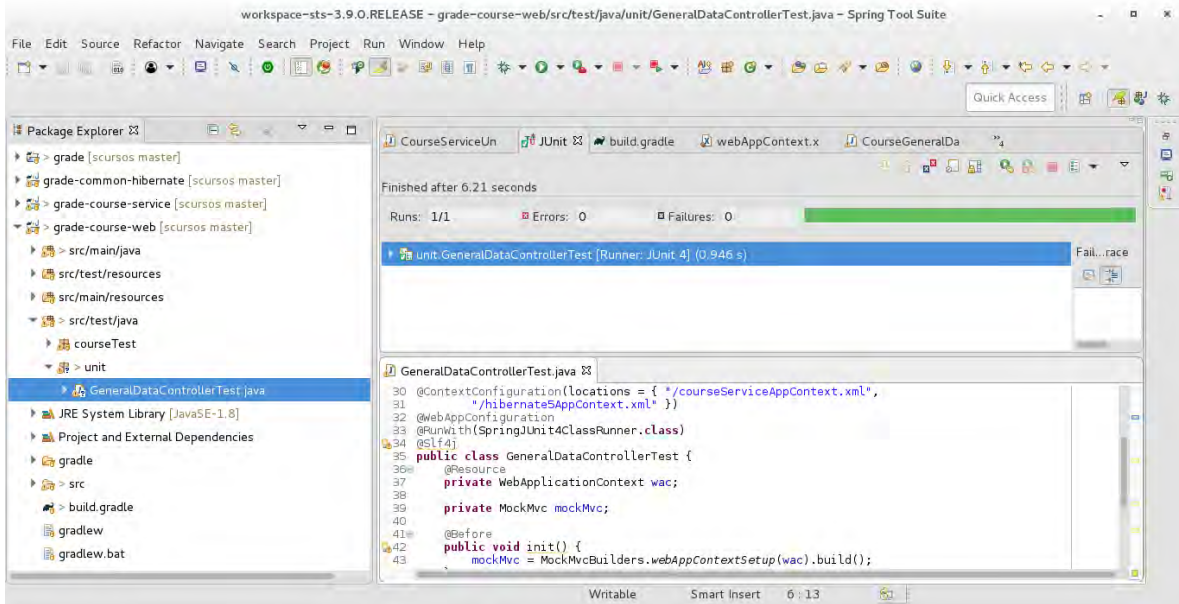 workspace-sts-3.9.0.RELEASE - grade-course-web/src/test/java/unit/GeneralDataControllerTest.java - Spring Tool Suite
File Edit Source Refactor Navigate Search Project Run Window Help
Quick Access
Package Explorer
> grade [scursos master]
> grade-common-hibernate [scursos master]
> grade-course-service [scursos master]
> grade-course-web [scursos master]
> src/main/java
src/test/resources
src/main/resources
> src/test/java
courseTest
> unit
GeneralDataControllerTest.java
JRE System Library [JavaSE-1.8]
Project and External Dependencies
gradle
> src
> build.gradle
gradlew
gradlew.bat
CourseServiceUn JUnit build.gradle webAppContext.x CourseGeneralDa »4
Finished after 6.21 seconds
Runs: 1/1 Errors: 0 Failures: 0
unit.GeneralDataControllerTest [Runner: JUnit 4] (0.946 s)
Fail...race
GeneralDataControllerTest.java
30 @ContextConfiguration(locations = { "/courseServiceAppContext.xml",
31 "/hibernate5AppContext.xml" })
32 @WebAppConfiguration
33 @RunWith(SpringJUnit4ClassRunner.class)
34 @Slf4j
35 public class GeneralDataControllerTest {
36 @Resource
37 private WebApplicationContext wac;
38
39 private MockMvc mockMvc;
40
41 @Before
42 public void init() {
43 mockMvc = MockMvcBuilders.webAppContextSetup(wac).build();
Writable Smart Insert 6 : 13